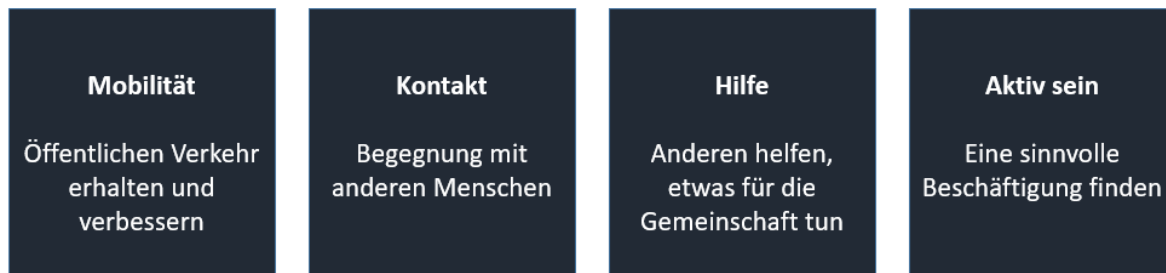 Mobilität
Öffentlichen Verkehr
erhalten und
verbessern
Kontakt
Begegnung mit
anderen Menschen
Hilfe
Anderen helfen,
etwas für die
Gemeinschaft tun
Aktiv sein
Eine sinnvolle
Beschäftigung finden